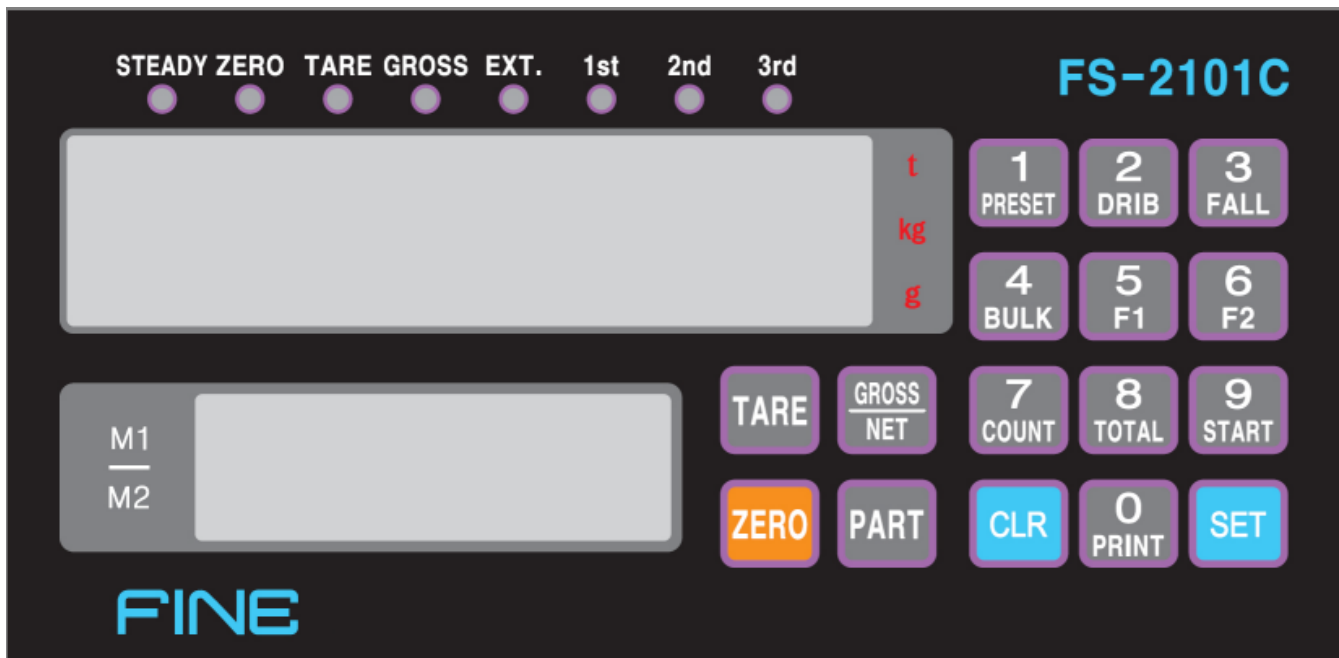 STEADY ZERO TARE GROSS EXT. 1st 2nd 3rd
FS-2101C
t
kg
g
1 2 3
PRESET DRIB FALL
4 5 6
BULK F1 F2
M1
M2
TARE GROSS
NET
7 8 9
COUNT TOTAL START
ZERO PART
CLR 0 SET
PRINT
FINE